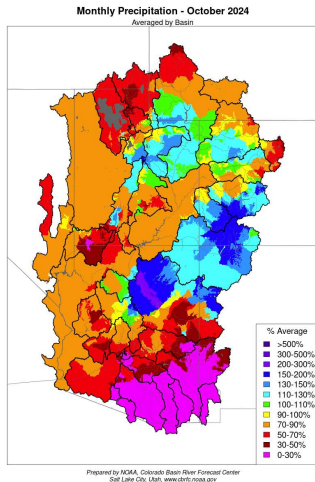 Monthly Precipitation - October 2024
Averaged by Basin
% Average
>500%
300-500%
200-300%
150-200%
130-150%
110-130%
100-110%
90-100%
70-90%
50-70%
30-50%
0-30%
Prepared by NOAA, Colorado Basin River Forecast Center
Salt Lake City, Utah, www.cbrfc.noaa.gov